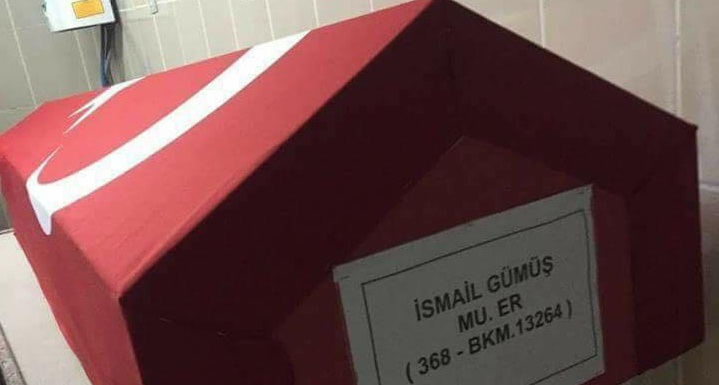 İSMAİL GÜMÜŞ
MU. ER
( 368 - BKM.13264 )